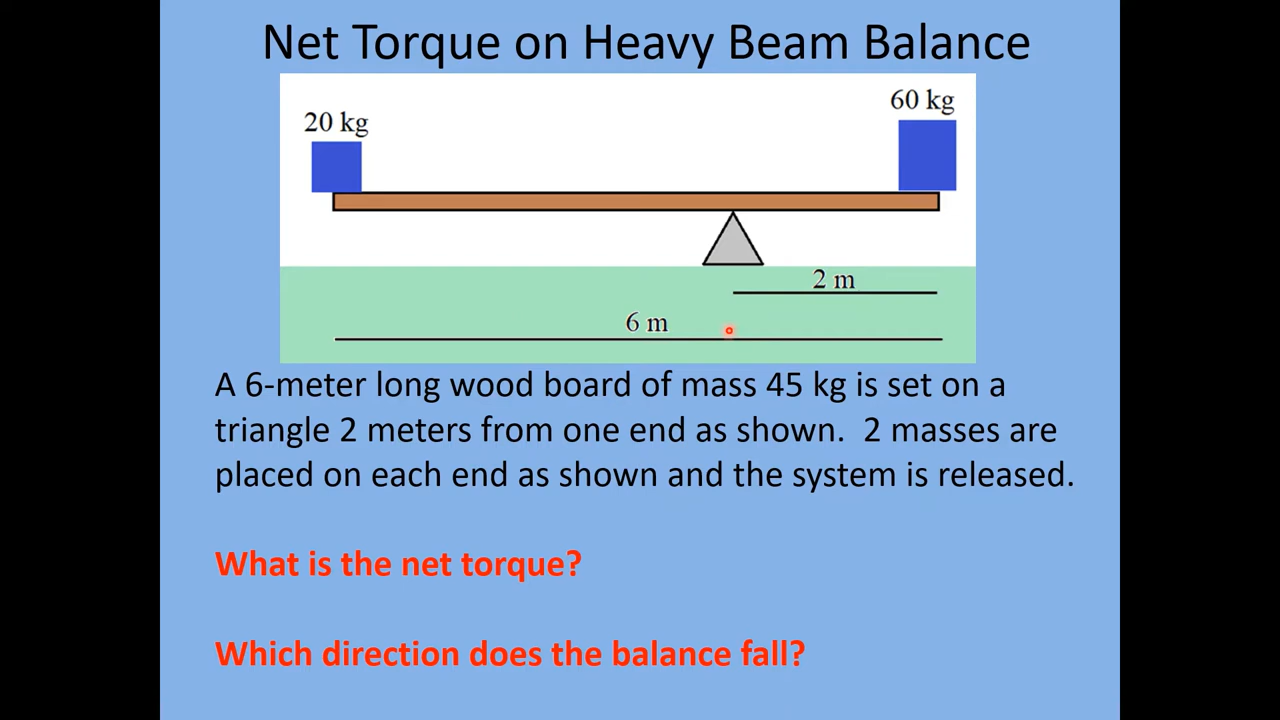 Net Torque on Heavy Beam Balance
60 kg
20 kg
2 m
6 m
A 6-meter long wood board of mass 45 kg is set on a
triangle 2 meters from one end as shown.  2 masses are
placed on each end as shown and the system is released.
What is the net torque?
Which direction does the balance fall?